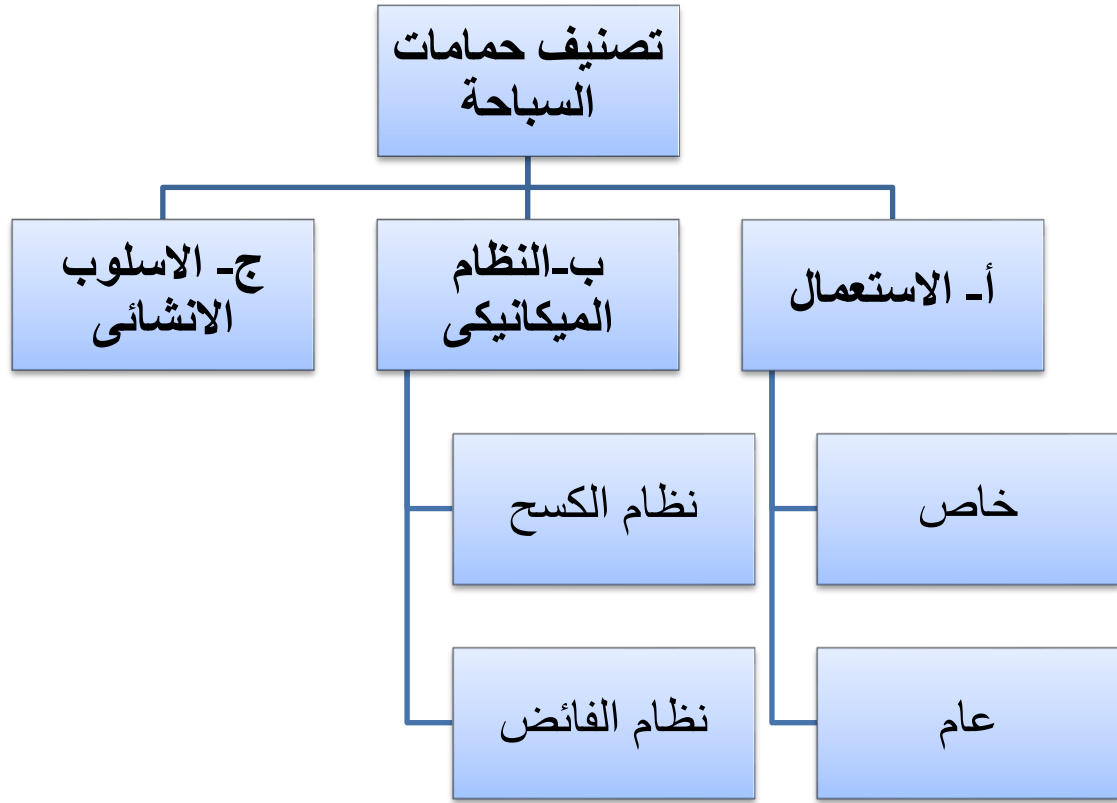 تصنيف حمامات
السباحة
أ- الاستعمال
ب-النظام
الميكانيكى
ج- الاسلوب
الانشائى
خاص
نظام الكسح
عام
نظام الفائض